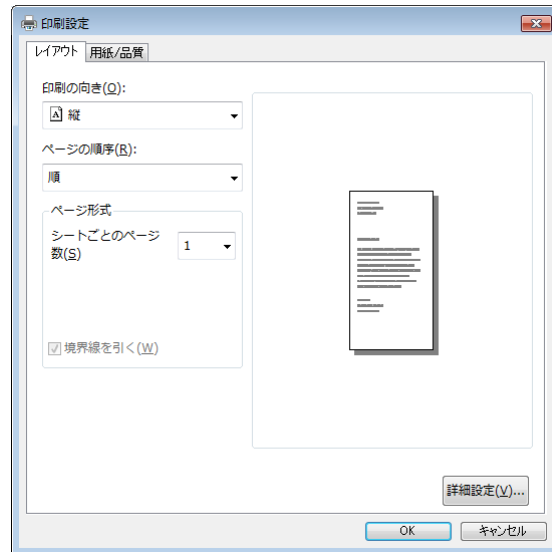 印刷設定
レイアウト 用紙/品質
印刷の向き(O):
A 縦
ページの順序(R):
順
ページ形式
シートごとのページ
数(S)
1
境界線を引く(W)
詳細設定(V)...
OK キャンセル